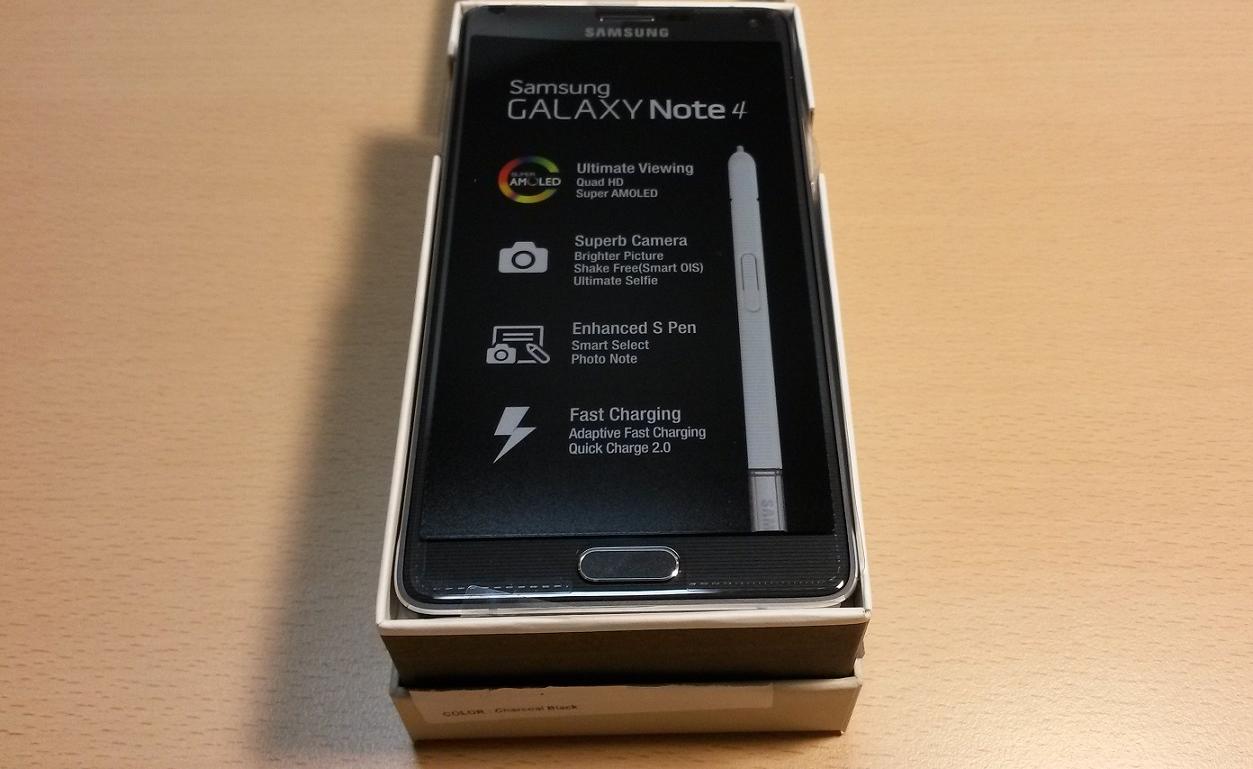 SAMSUNG
Samsung
GALAXY Note 4
SUPER
AMOLED
Ultimate Viewing
Quad HD
Super AMOLED
Superb Camera
Brighter Picture
Shake Free(Smart OIS)
Ultimate Selfie
Enhanced S Pen
Smart Select
Photo Note
Fast Charging
Adaptive Fast Charging
Quick Charge 2.0
SAM
COLOR : Charcoal Black